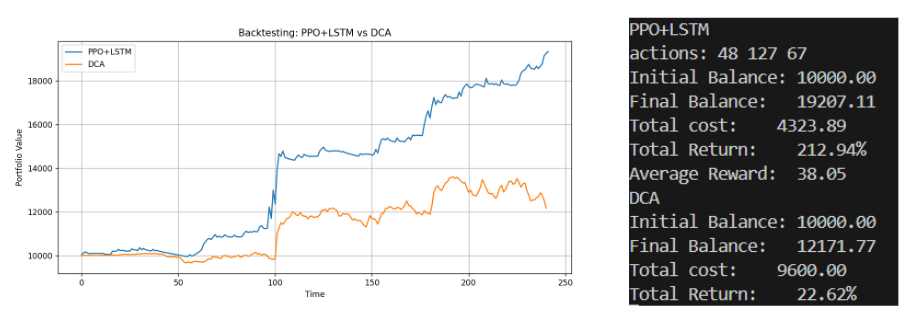 Backtesting: PPO+LSTM vs DCA
PPO+LSTM
DCA
18000
16000
14000
12000
10000
Portfolio Value
0 50 100 150 200 250
Time
PPO+LSTM
actions: 48 127 67
Initial Balance: 10000.00
Final Balance: 19207.11
Total cost: 4323.89
Total Return: 212.94%
Average Reward: 38.05
DCA
Initial Balance: 10000.00
Final Balance: 12171.77
Total cost: 9600.00
Total Return: 22.62%